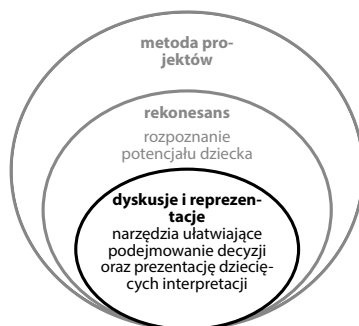 metoda pro-
jektów
rekonesans
rozpoznanie
potencjału dziecka
dyskusje i reprezen-
tacje
narzędzia ułatwiające
podejmowanie decyzji
oraz prezentację dziecię-
cych interpretacji